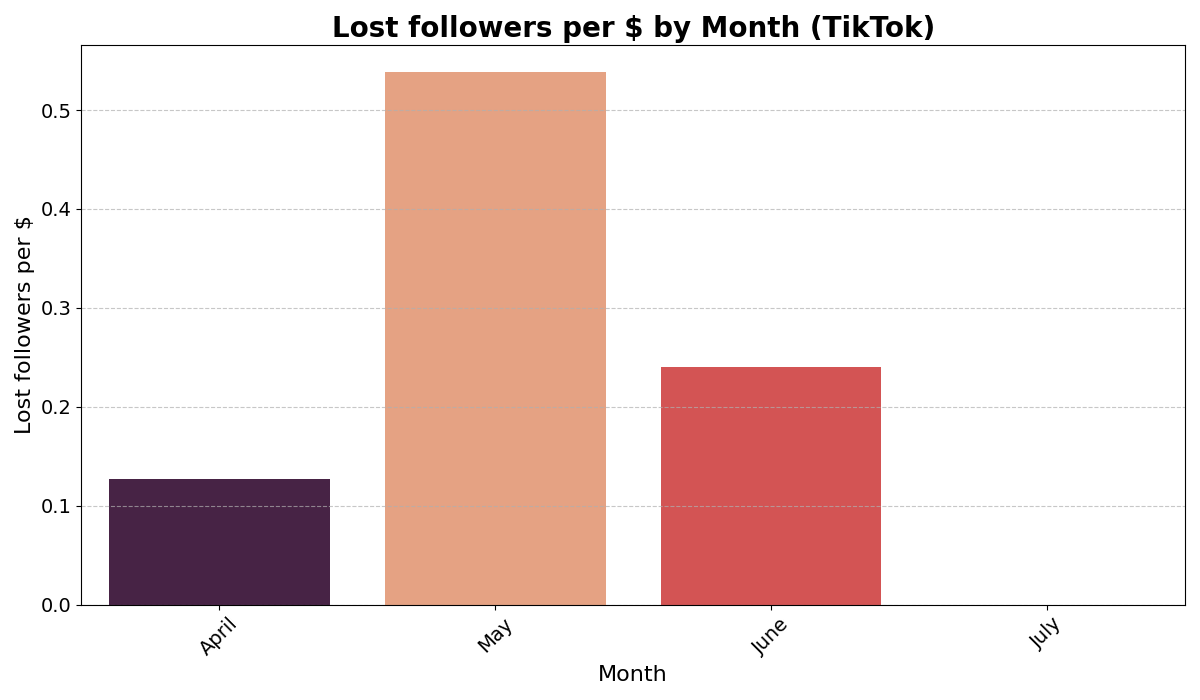 Lost followers per $ by Month (TikTok)
Lost followers per $
0.5
0.4
0.3
0.2
0.1
0.0
April
May
June
July
Month